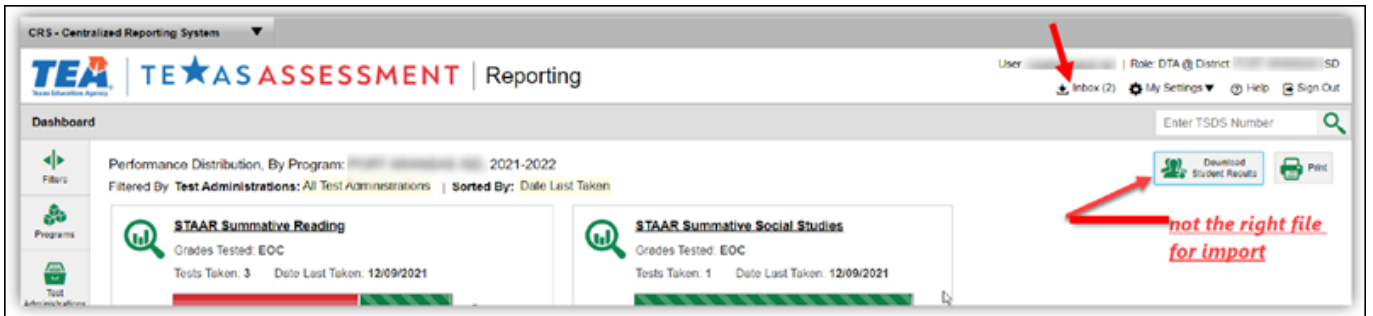 CRS - Centralized Reporting System ▼
TEA
Texas Education Agency
TEXAS ASSESSMENT | Reporting
User | Role: DTA @ District: SD
Inbox (2) My Settings ▼ Help Sign Out
Dashboard
Enter TSDS Number
Filters
Programs
Test
Administrations
Performance Distribution, By Program: 2021-2022
Filtered By Test Administrations: All Test Administrations | Sorted By: Date Last Taken
Download
Student Results
Print
not the right file
for import
STAAR Summative Reading
Grades Tested: EOC
Tests Taken: 3 Date Last Taken: 12/09/2021
STAAR Summative Social Studies
Grades Tested: EOC
Tests Taken: 1 Date Last Taken: 12/09/2021